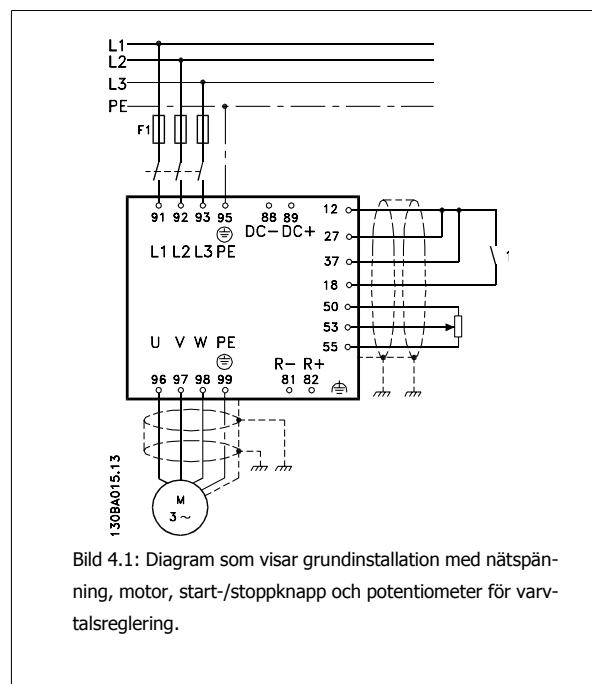 L1
L2
L3
PE
F1
91 92 93 95 88 89 12
DC− DC+
27
L1 L2 L3 PE
37
18
50
53
U V W PE
55
R− R+
96 97 98 99 81 82
M
3 ~
130BA015.13
Bild 4.1: Diagram som visar grundinstallation med nätspän-
ning, motor, start-/stoppknapp och potentiometer för varv-
talsreglering.